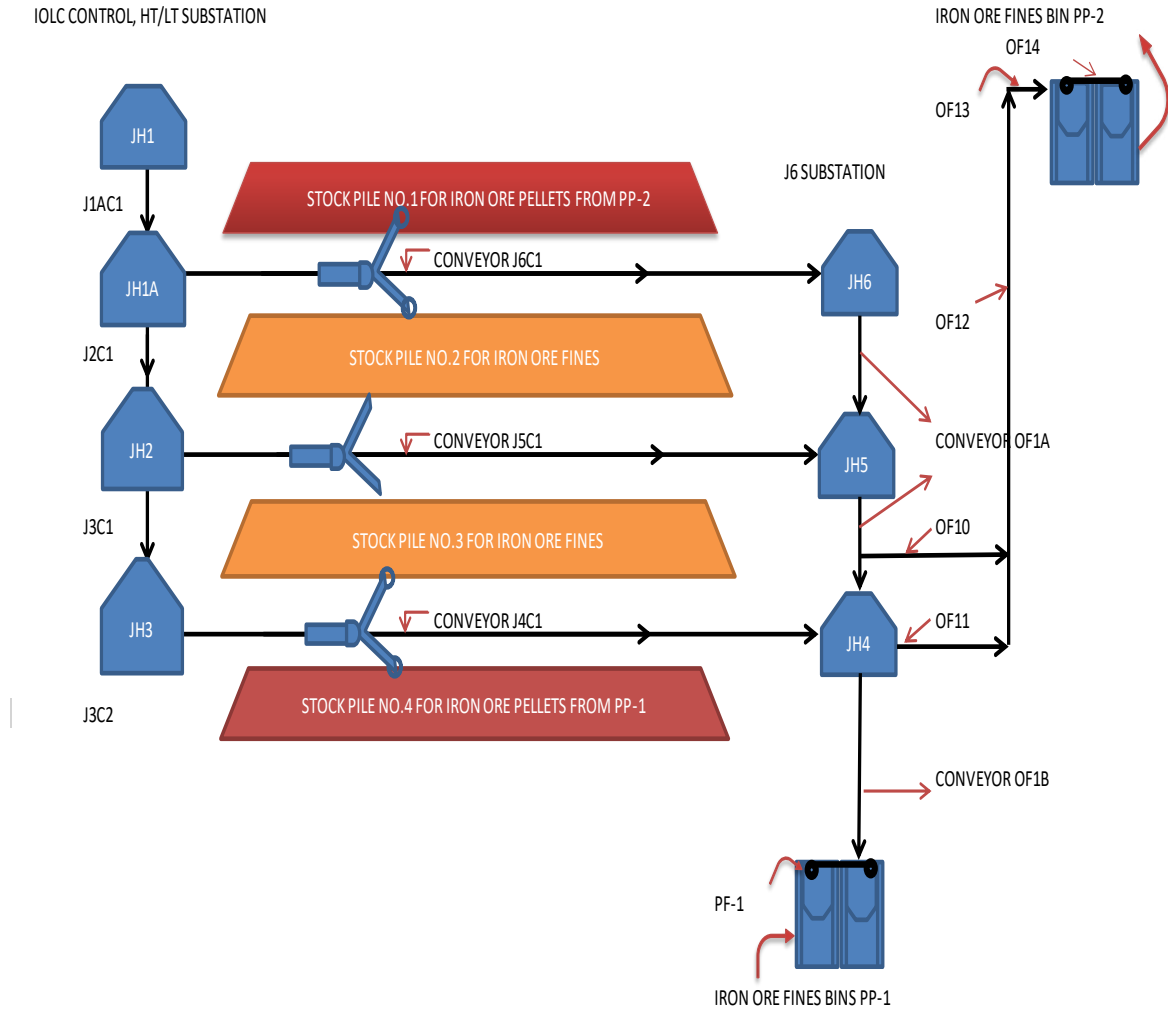 IOLC CONTROL, HT/LT SUBSTATION
IRON ORE FINES BIN PP-2
OF14
JH1
OF13
STOCK PILE NO.1 FOR IRON ORE PELLETS FROM PP-2
J6 SUBSTATION
J1AC1
CONVEYOR J6C1
JH1A
JH6
OF12
J2C1
STOCK PILE NO.2 FOR IRON ORE FINES
CONVEYOR J5C1
CONVEYOR OF1A
JH2
JH5
J3C1
STOCK PILE NO.3 FOR IRON ORE FINES
OF10
CONVEYOR J4C1
OF11
JH3
JH4
STOCK PILE NO.4 FOR IRON ORE PELLETS FROM PP-1
J3C2
CONVEYOR OF1B
PF-1
IRON ORE FINES BINS PP-1